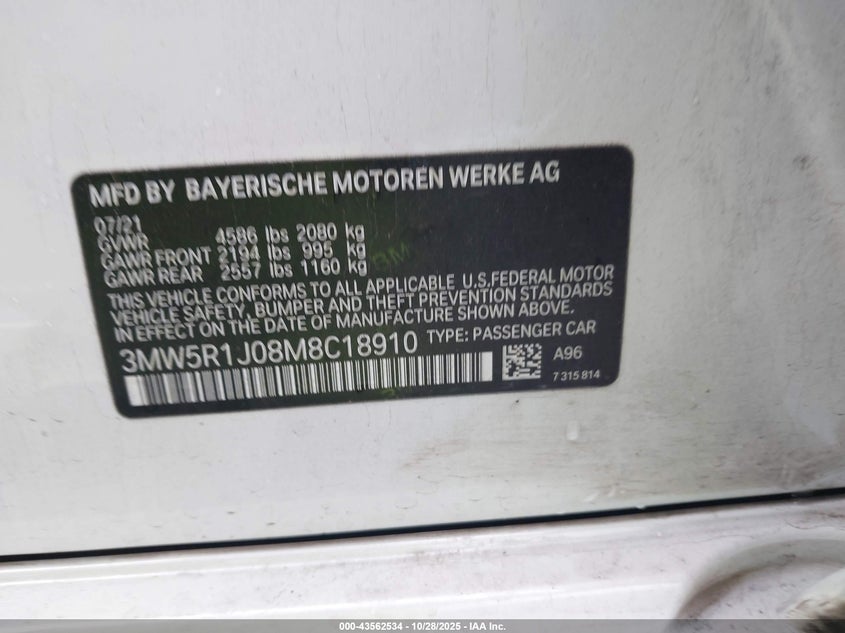 MFD BY BAYERISCHE MOTOREN WERKE AG
07/21
GVWR 4586 lbs 2080 kg
GAWR FRONT 2194 lbs 995 kg
GAWR REAR 2557 lbs 1160 kg
THIS VEHICLE CONFORMS TO ALL APPLICABLE U.S.FEDERAL MOTOR
VEHICLE SAFETY, BUMPER AND THEFT PREVENTION STANDARDS
IN EFFECT ON THE DATE OF MANUFACTURE SHOWN ABOVE.
3MW5R1J08M8C18910 TYPE: PASSENGER CAR
A96
7 315 814
000-43562534 - 10/28/2025 - IAA Inc.